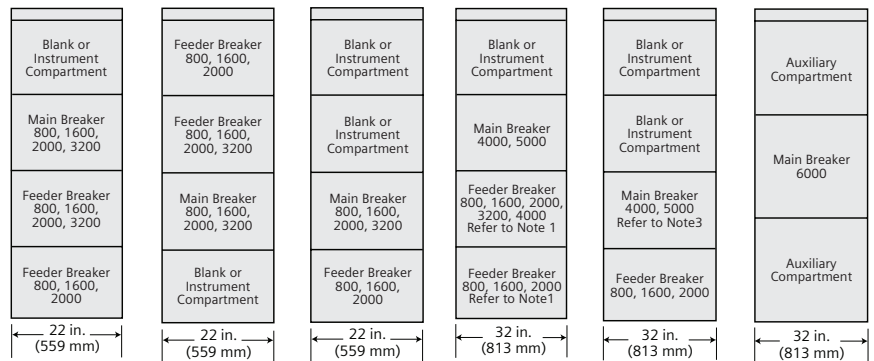 Blank or
Instrument
Compartment
Main Breaker
800, 1600,
2000, 3200
Feeder Breaker
800, 1600,
2000, 3200
Feeder Breaker
800, 1600,
2000
22 in.
(559 mm)
Feeder Breaker
800, 1600,
2000
Feeder Breaker
800, 1600,
2000, 3200
Main Breaker
800, 1600,
2000, 3200
Blank or
Instrument
Compartment
22 in.
(559 mm)
Blank or
Instrument
Compartment
Blank or
Instrument
Compartment
Main Breaker
800, 1600,
2000, 3200
Feeder Breaker
800, 1600,
2000
22 in.
(559 mm)
Blank or
Instrument
Compartment
Main Breaker
4000, 5000
Feeder Breaker
800, 1600, 2000,
3200, 4000
Refer to Note 1
Feeder Breaker
800, 1600, 2000
Refer to Note1
32 in.
(813 mm)
Blank or
Instrument
Compartment
Blank or
Instrument
Compartment
Main Breaker
4000, 5000
Refer to Note3
Feeder Breaker
800, 1600, 2000
32 in.
(813 mm)
Auxiliary
Compartment
Main Breaker
6000
Auxiliary
Compartment
32 in.
(813 mm)